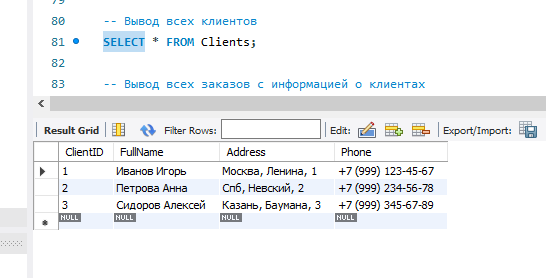 80 -- Вывод всех клиентов
81 SELECT * FROM Clients;
82
83 -- Вывод всех заказов с информацией о клиентах
Result Grid Filter Rows: Edit: Export/Import:
ClientID FullName Address Phone
1 Иванов Игорь Москва, Ленина, 1 +7 (999) 123-45-67
2 Петрова Анна Спб, Невский, 2 +7 (999) 234-56-78
3 Сидоров Алексей Казань, Баумана, 3 +7 (999) 345-67-89
NULL NULL NULL NULL